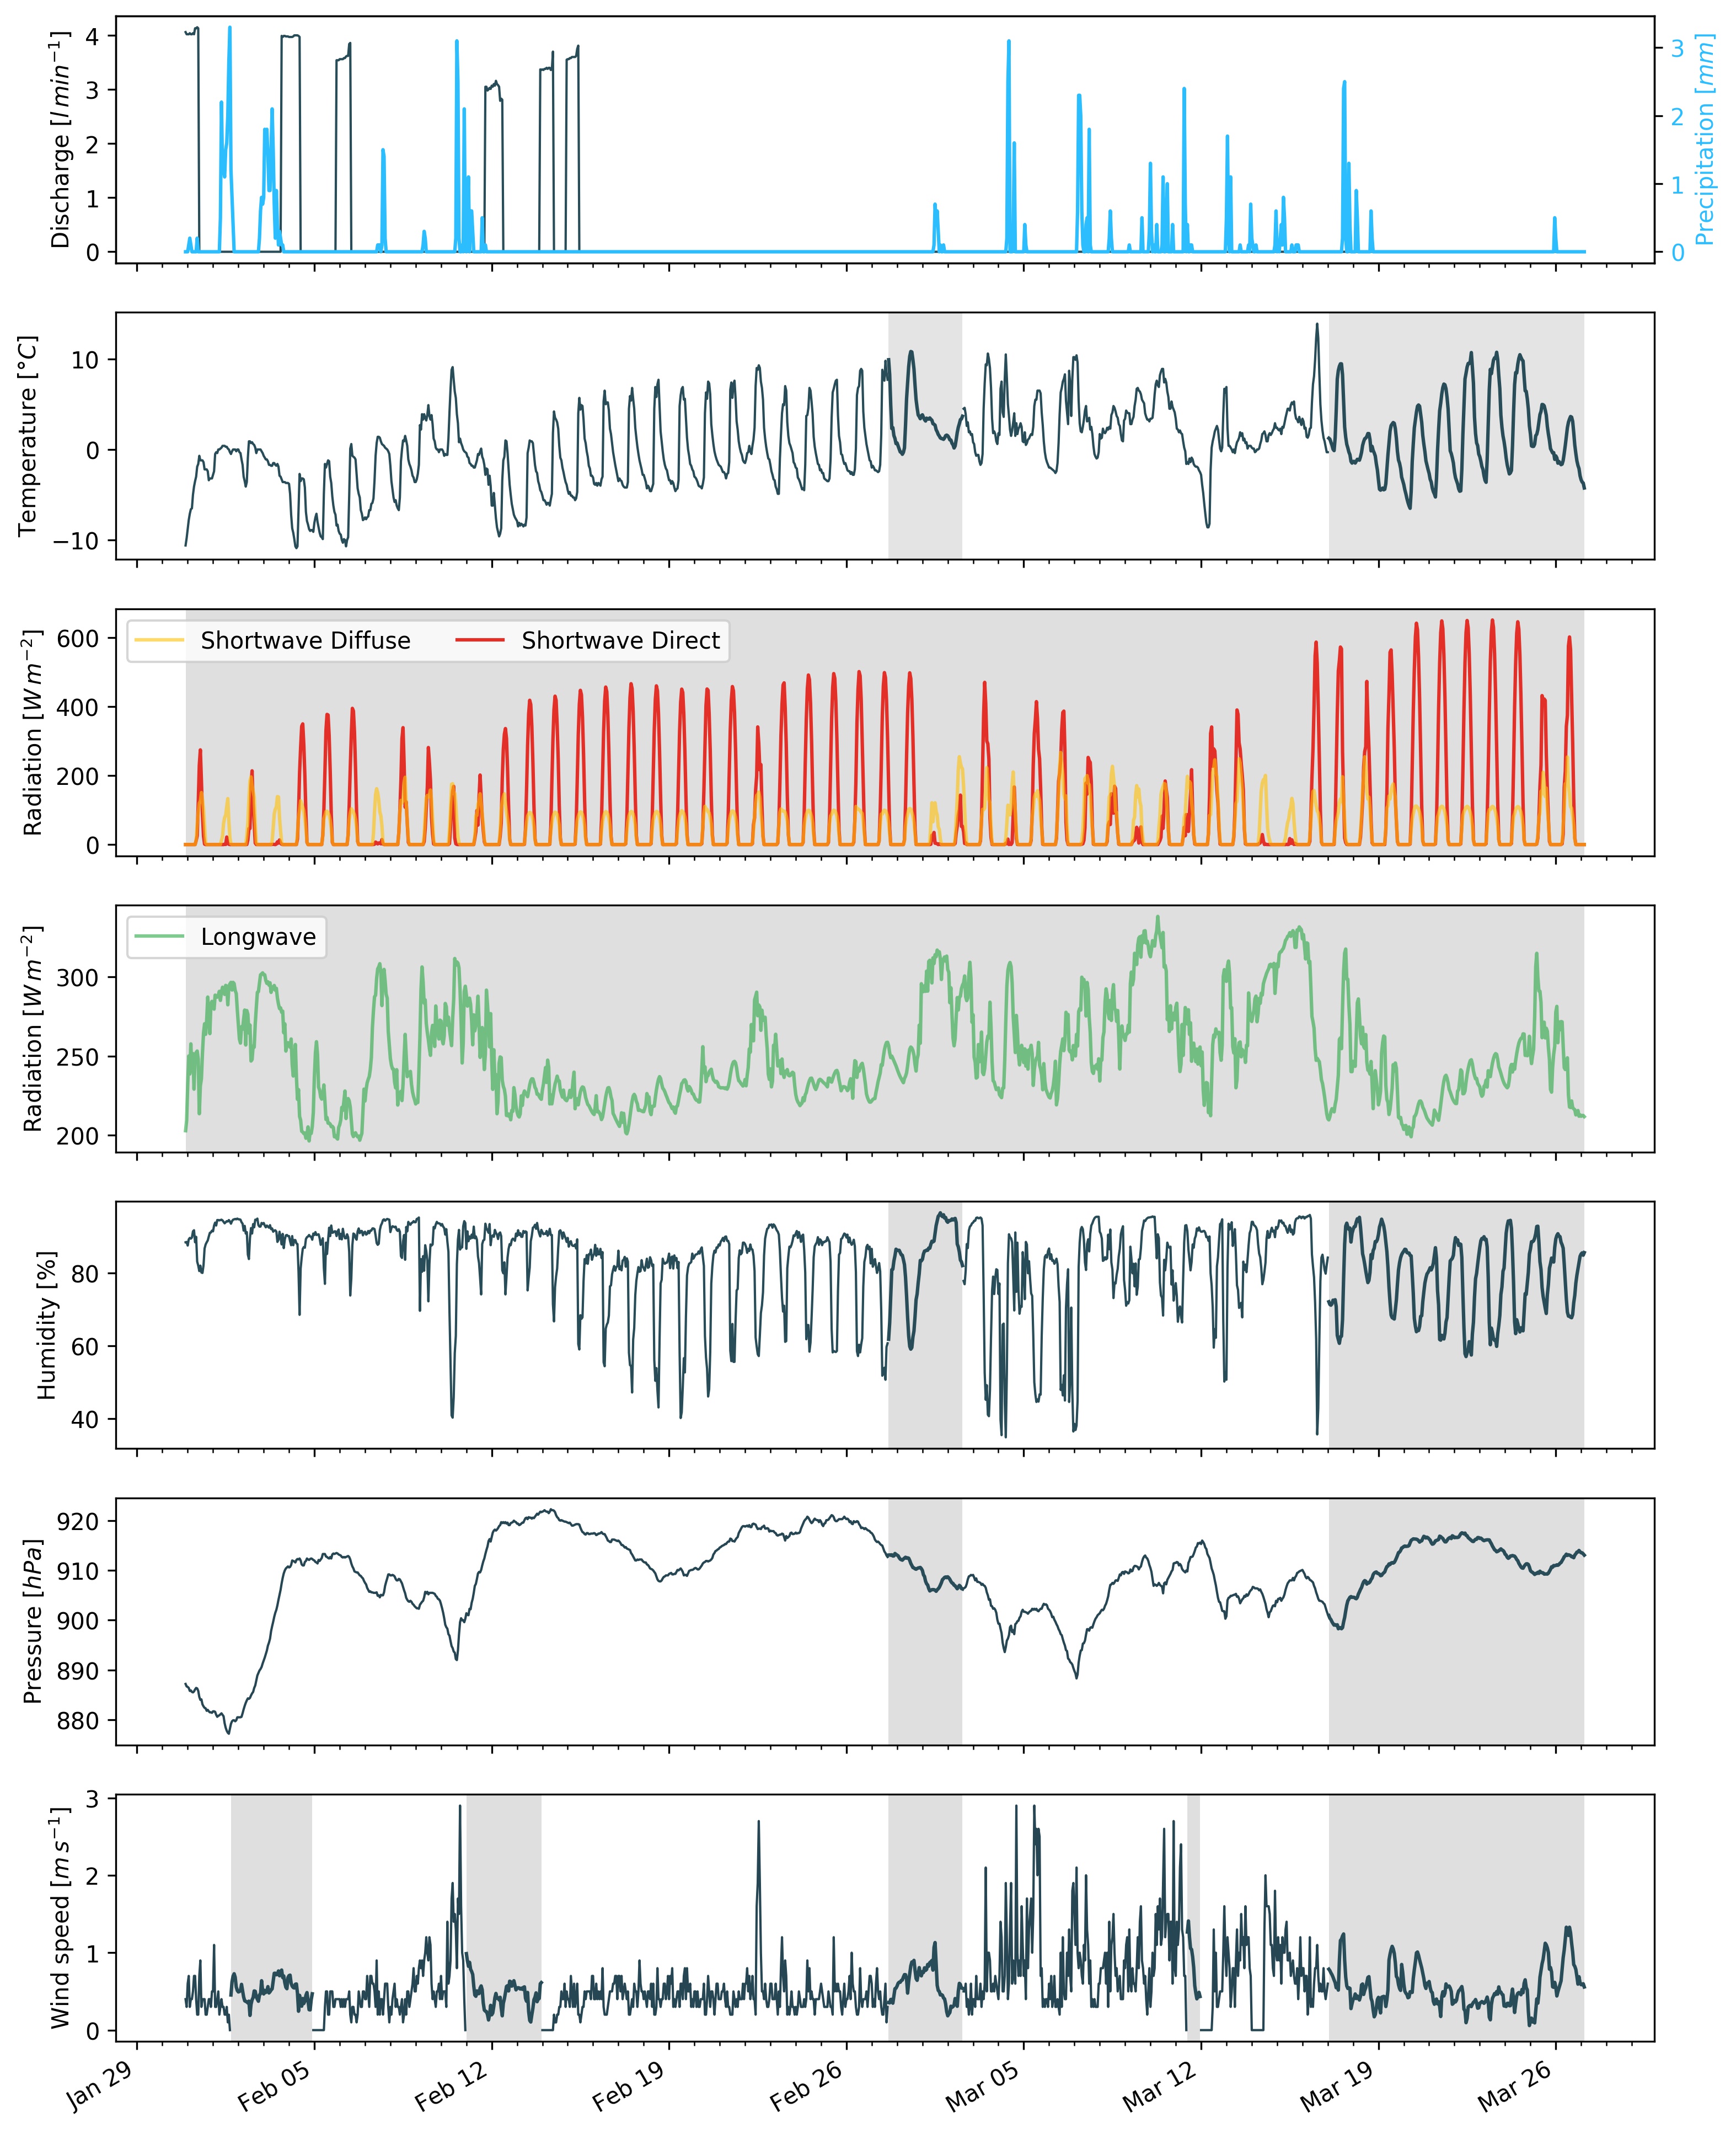 Discharge [l min⁻¹]
4
3
2
1
0
Precipitation [mm]
3
2
1
0
Temperature [°C]
10
0
−10
Radiation [W m⁻²]
600
400
200
0
Shortwave Diffuse
Shortwave Direct
Radiation [W m⁻²]
300
250
200
Longwave
Humidity [%]
80
60
40
Pressure [hPa]
920
910
900
890
880
Wind speed [m s⁻¹]
3
2
1
0
Jan 29
Feb 05
Feb 12
Feb 19
Feb 26
Mar 05
Mar 12
Mar 19
Mar 26